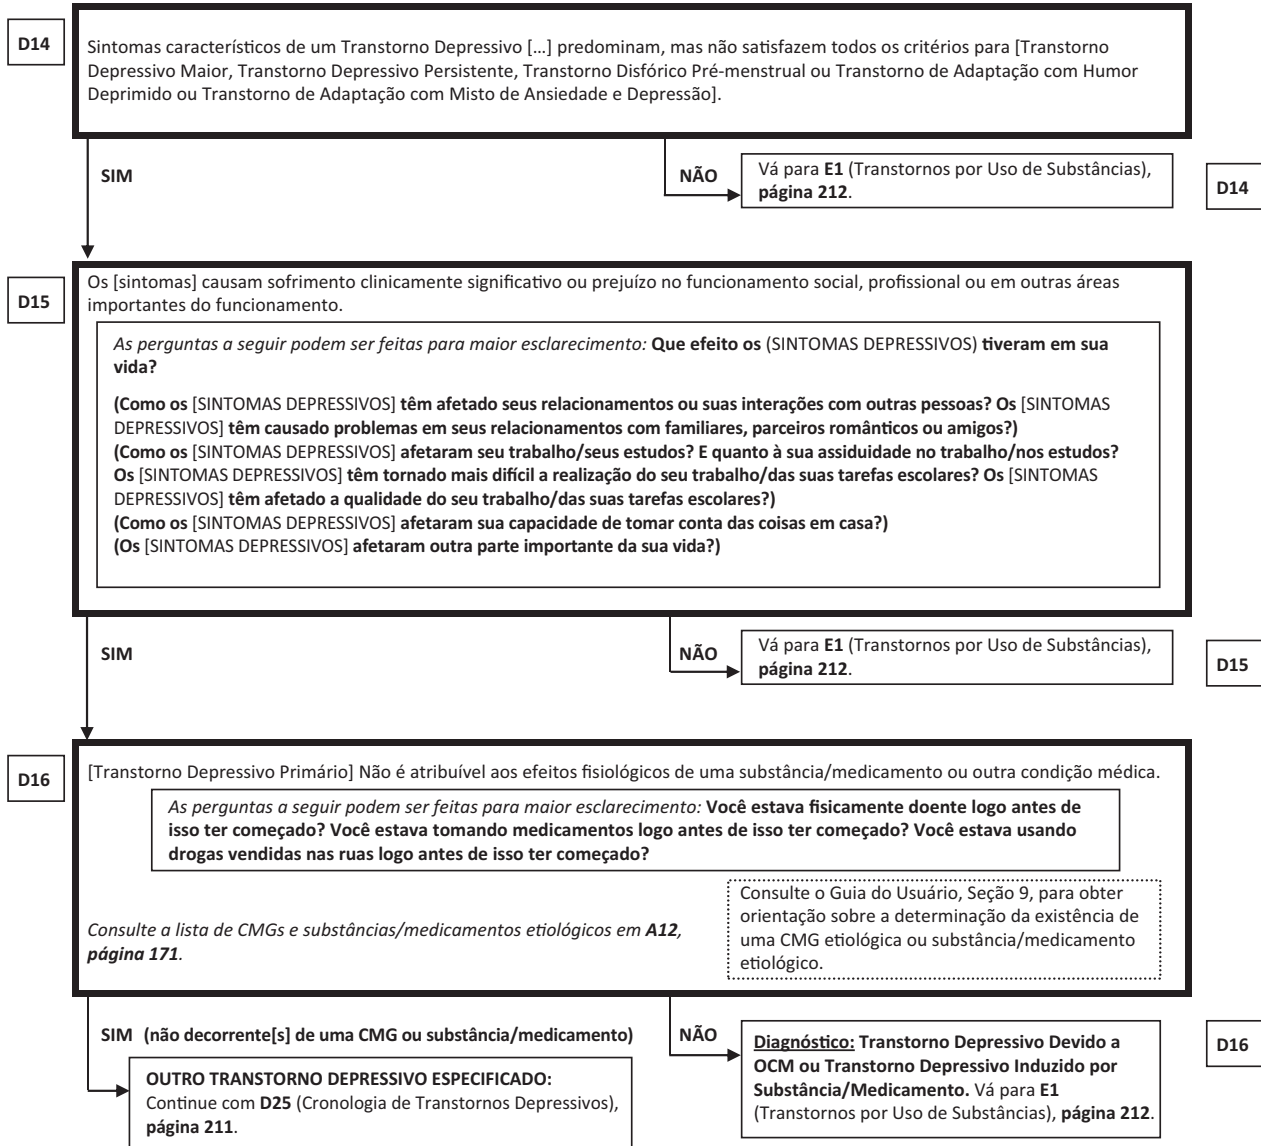 D14
Sintomas característicos de um Transtorno Depressivo [...] predominam, mas não satisfazem todos os critérios para [Transtorno
Depressivo Maior, Transtorno Depressivo Persistente, Transtorno Disfórico Pré-menstrual ou Transtorno de Adaptação com Humor
Deprimido ou Transtorno de Adaptação com Misto de Ansiedade e Depressão].
SIM
NÃO
Vá para E1 (Transtornos por Uso de Substâncias),
página 212.
D14
D15
Os [sintomas] causam sofrimento clinicamente significativo ou prejuízo no funcionamento social, profissional ou em outras áreas
importantes do funcionamento.
As perguntas a seguir podem ser feitas para maior esclarecimento: Que efeito os (SINTOMAS DEPRESSIVOS) tiveram em sua
vida?
(Como os [SINTOMAS DEPRESSIVOS] têm afetado seus relacionamentos ou suas interações com outras pessoas? Os [SINTOMAS
DEPRESSIVOS] têm causado problemas em seus relacionamentos com familiares, parceiros românticos ou amigos?)
(Como os [SINTOMAS DEPRESSIVOS] afetaram seu trabalho/seus estudos? E quanto à sua assiduidade no trabalho/nos estudos?
Os [SINTOMAS DEPRESSIVOS] têm tornado mais difícil a realização do seu trabalho/das suas tarefas escolares? Os [SINTOMAS
DEPRESSIVOS] têm afetado a qualidade do seu trabalho/das suas tarefas escolares?)
(Como os [SINTOMAS DEPRESSIVOS] afetaram sua capacidade de tomar conta das coisas em casa?)
(Os [SINTOMAS DEPRESSIVOS] afetaram outra parte importante da sua vida?)
SIM
NÃO
Vá para E1 (Transtornos por Uso de Substâncias),
página 212.
D15
D16
[Transtorno Depressivo Primário] Não é atribuível aos efeitos fisiológicos de uma substância/medicamento ou outra condição médica.
As perguntas a seguir podem ser feitas para maior esclarecimento: Você estava fisicamente doente logo antes de
isso ter começado? Você estava tomando medicamentos logo antes de isso ter começado? Você estava usando
drogas vendidas nas ruas logo antes de isso ter começado?
Consulte a lista de CMGs e substâncias/medicamentos etiológicos em A12,
página 171.
Consulte o Guia do Usuário, Seção 9, para obter
orientação sobre a determinação da existência de
uma CMG etiológica ou substância/medicamento
etiológico.
SIM (não decorrente[s] de uma CMG ou substância/medicamento)
OUTRO TRANSTORNO DEPRESSIVO ESPECIFICADO:
Continue com D25 (Cronologia de Transtornos Depressivos),
página 211.
NÃO
Diagnóstico: Transtorno Depressivo Devido a
OCM ou Transtorno Depressivo Induzido por
Substância/Medicamento. Vá para E1
(Transtornos por Uso de Substâncias), página 212.
D16